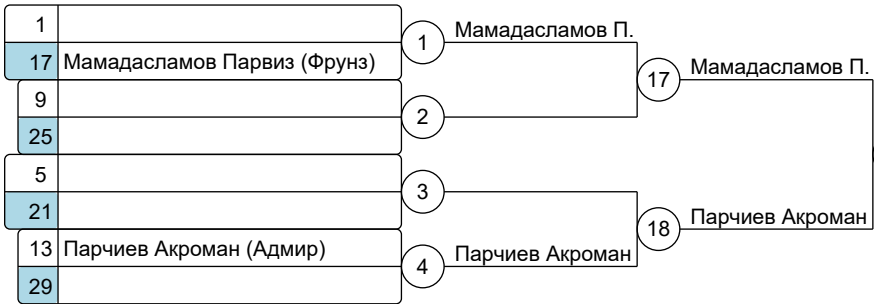 1
17 Мамадасламов Парвиз (Фрунз)
9
25
5
21
13 Парчиев Акроман (Адмир)
29
1 Мамадасламов П.
2
3
4 Парчиев Акроман
17 Мамадасламов П.
18 Парчиев Акроман